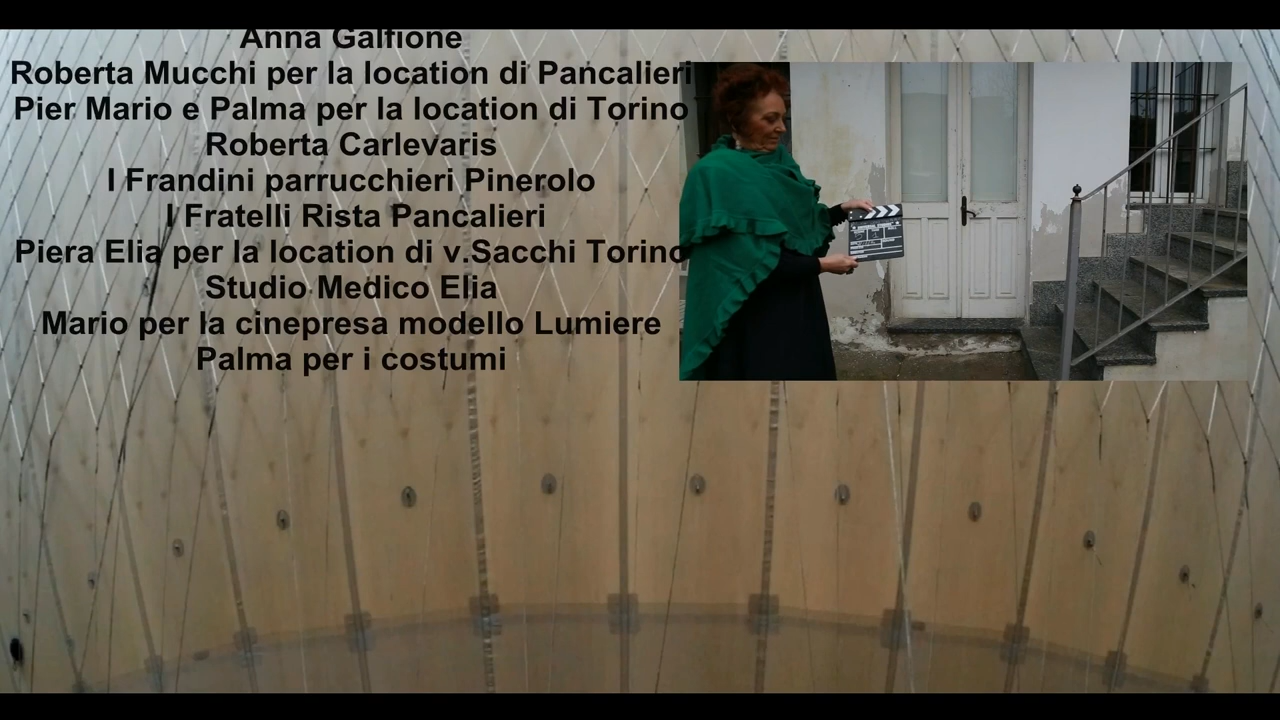 Anna Galfione
Roberta Mucchi per la location di Pancalieri
Pier Mario e Palma per la location di Torino
Roberta Carlevaris
I Frandini parrucchieri Pinerolo
I Fratelli Rista Pancalieri
Piera Elia per la location di v.Sacchi Torino
Studio Medico Elia
Mario per la cinepresa modello Lumiere
Palma per i costumi